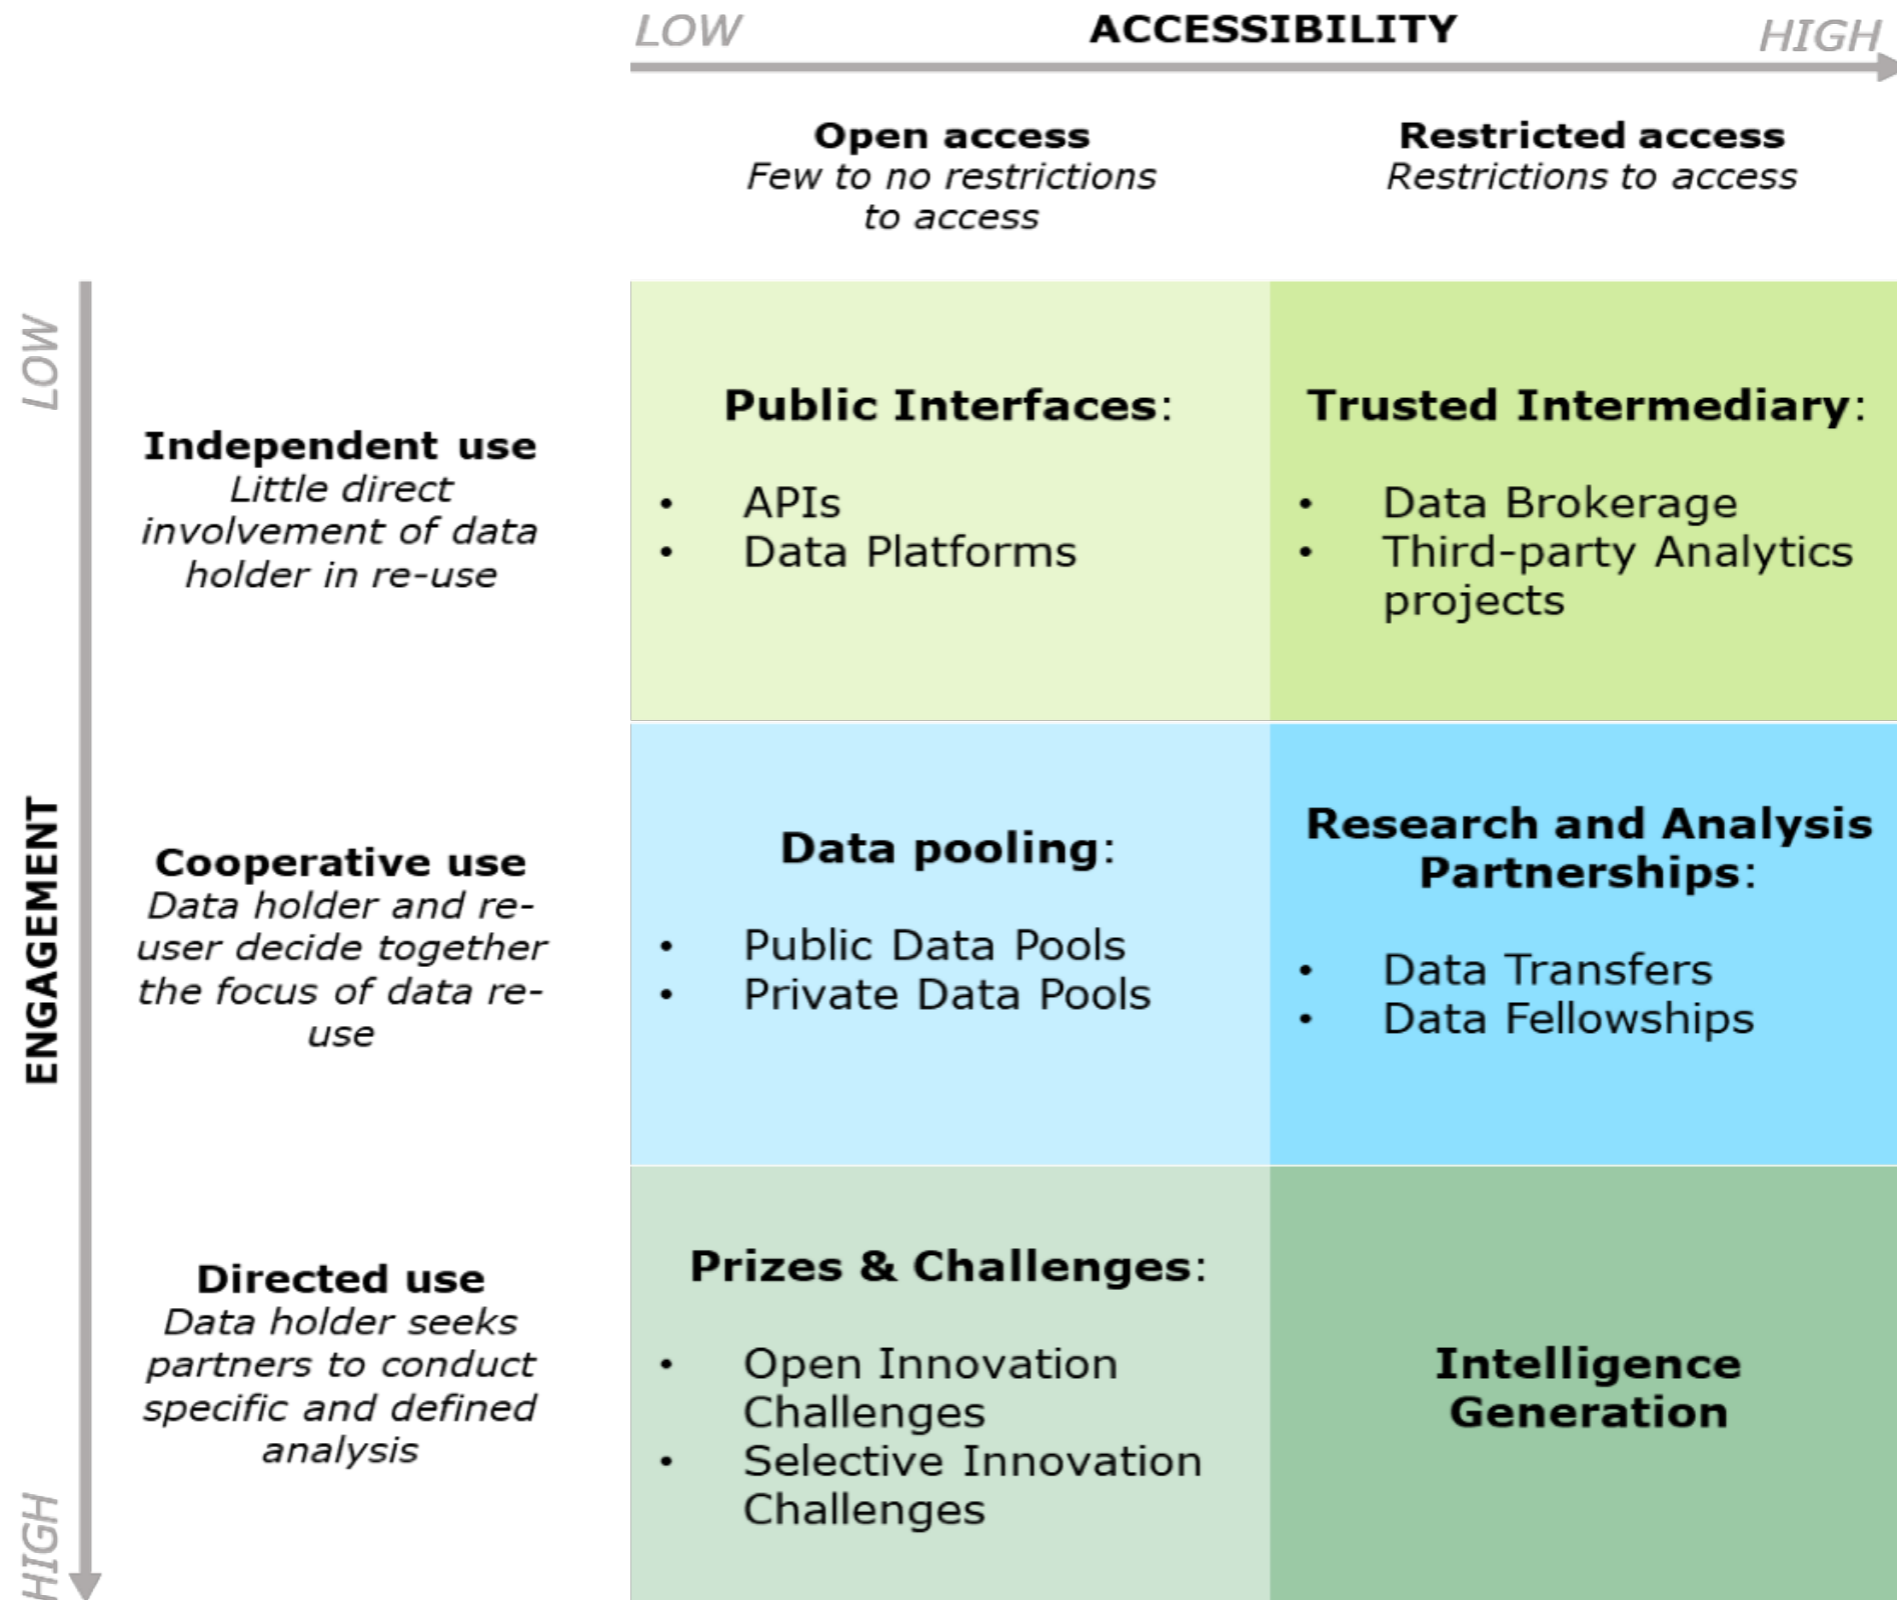 LOW ACCESSIBILITY HIGH
Open access
Few to no restrictions
to access
Restricted access
Restrictions to access
LOW
ENGAGEMENT
HIGH
Independent use
Little direct
involvement of data
holder in re-use
Public Interfaces:
• APIs
• Data Platforms
Trusted Intermediary:
• Data Brokerage
• Third-party Analytics
projects
Cooperative use
Data holder and re-
user decide together
the focus of data re-
use
Data pooling:
• Public Data Pools
• Private Data Pools
Research and Analysis
Partnerships:
• Data Transfers
• Data Fellowships
Directed use
Data holder seeks
partners to conduct
specific and defined
analysis
Prizes & Challenges:
• Open Innovation
Challenges
• Selective Innovation
Challenges
Intelligence
Generation